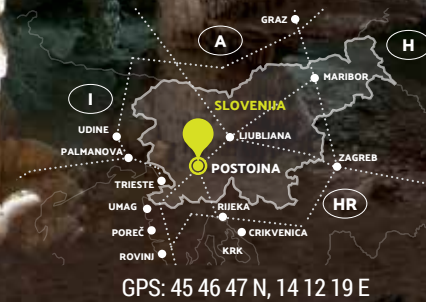 GRAZ
A
H
MARIBOR
I
SLOVENIJA
UDINE
LJUBLJANA
PALMANOVA
ZAGREB
POSTOJNA
TRIESTE
HR
UMAG
RIJEKA
POREČ
CRIKVENICA
ROVINJ
KRK
GPS: 45 46 47 N, 14 12 19 E